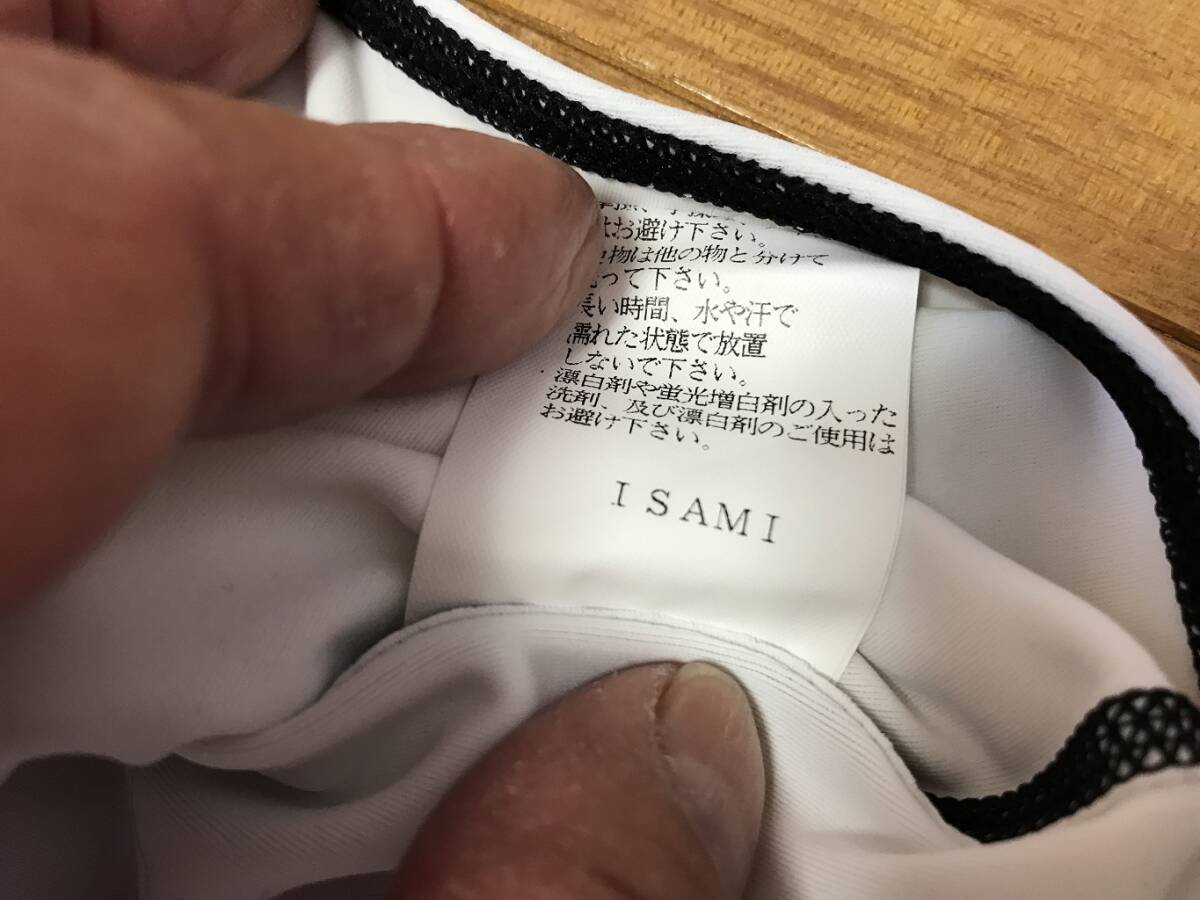 はお避け下さい。
物は他の物と分けて
って下さい。
長い時間、水や汗で
濡れた状態で放置
しないで下さい。
・漂白剤や蛍光増白剤の入った
洗剤、及び漂白剤のご使用は
お避け下さい。
ISAMI